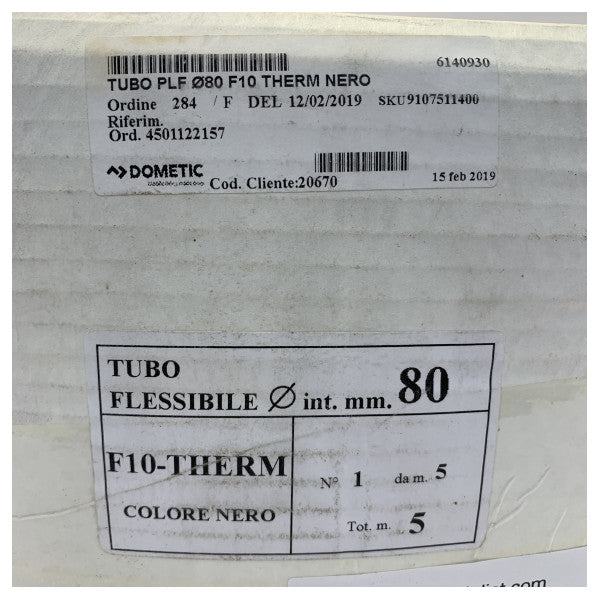 6140930
TUBO PLF Ø80 F10 THERM NERO
Ordine 284 / F DEL 12/02/2019 SKU9107511400
Riferim.
Ord. 4501122157
DOMETIC
Cod. Cliente:20670
15 feb 2019
TUBO
FLESSIBILE Ø int. mm. 80
F10-THERM
COLORE NERO
N° 1 da m. 5
Tot. m. 5